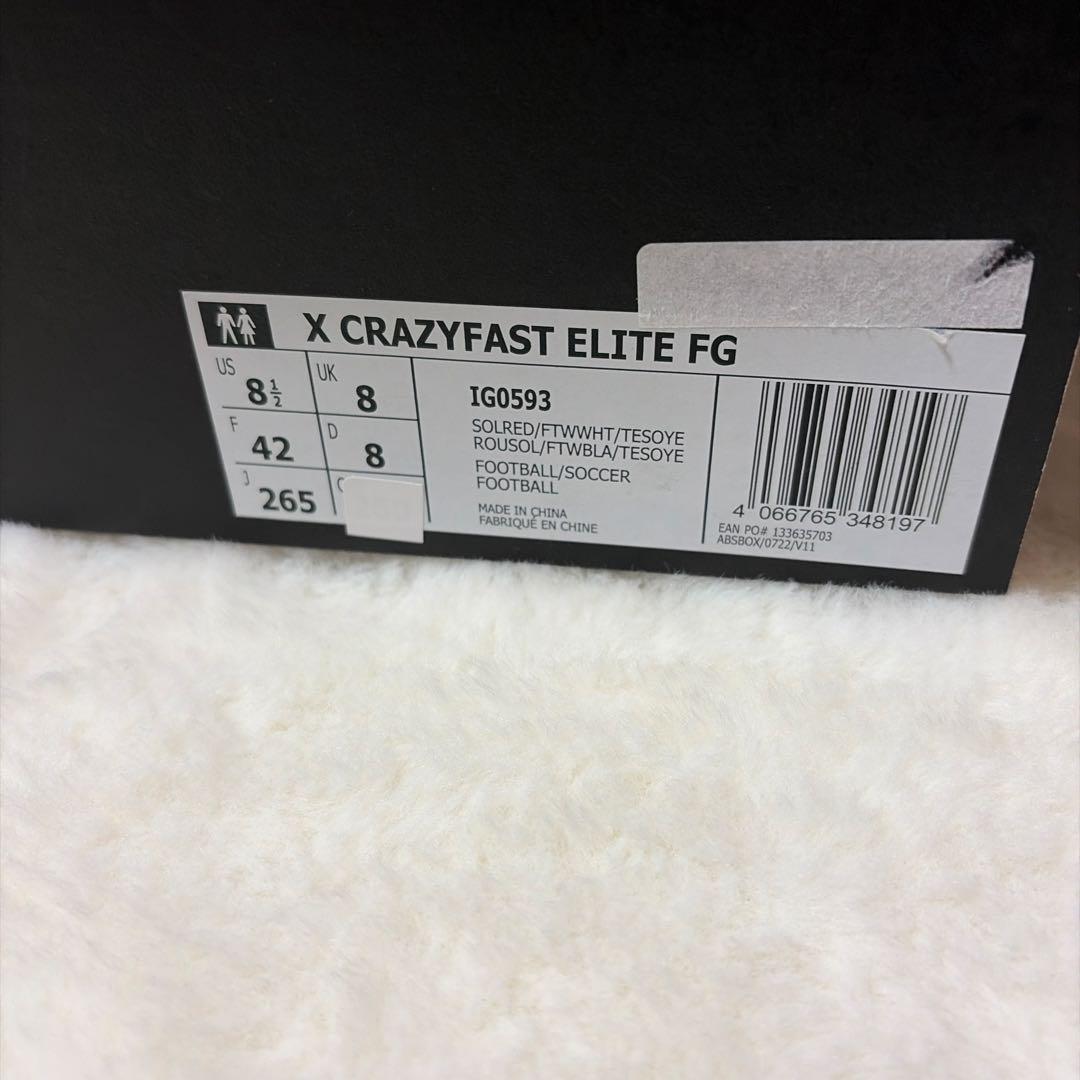 X CRAZYFAST ELITE FG
US 8½
UK 8
F 42
D 8
J 265
IG0593
SOLRED/FTWWHT/TESOYE
ROUSOL/FTWBLA/TESOYE
FOOTBALL/SOCCER
FOOTBALL
MADE IN CHINA
FABRIQUÉ EN CHINE
4 066765 348197
EAN PO# 133635703
ABSBOX/0722/V11